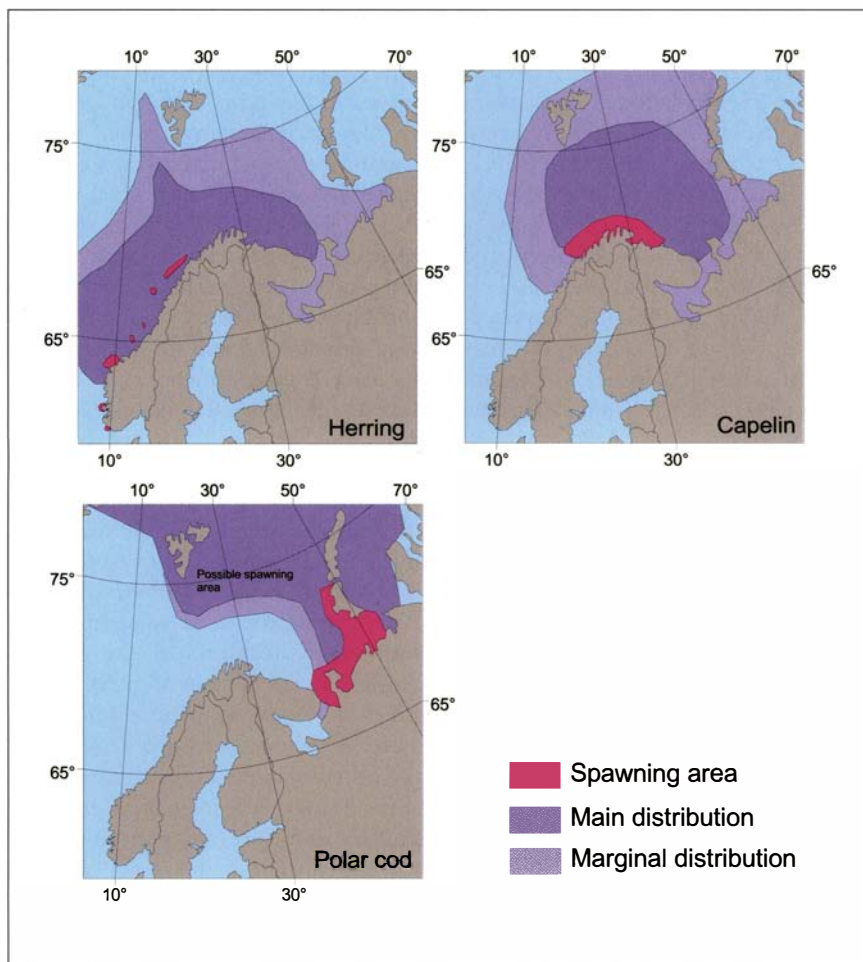 10° 30° 50° 70°
75°
65°
65°
10° 30°
Herring
10° 30° 50° 70°
75°
65°
65°
10° 30°
Capelin
10° 30° 50° 70°
75°
Possible spawning
area
65°
65°
10° 30°
Polar cod
Spawning area
Main distribution
Marginal distribution